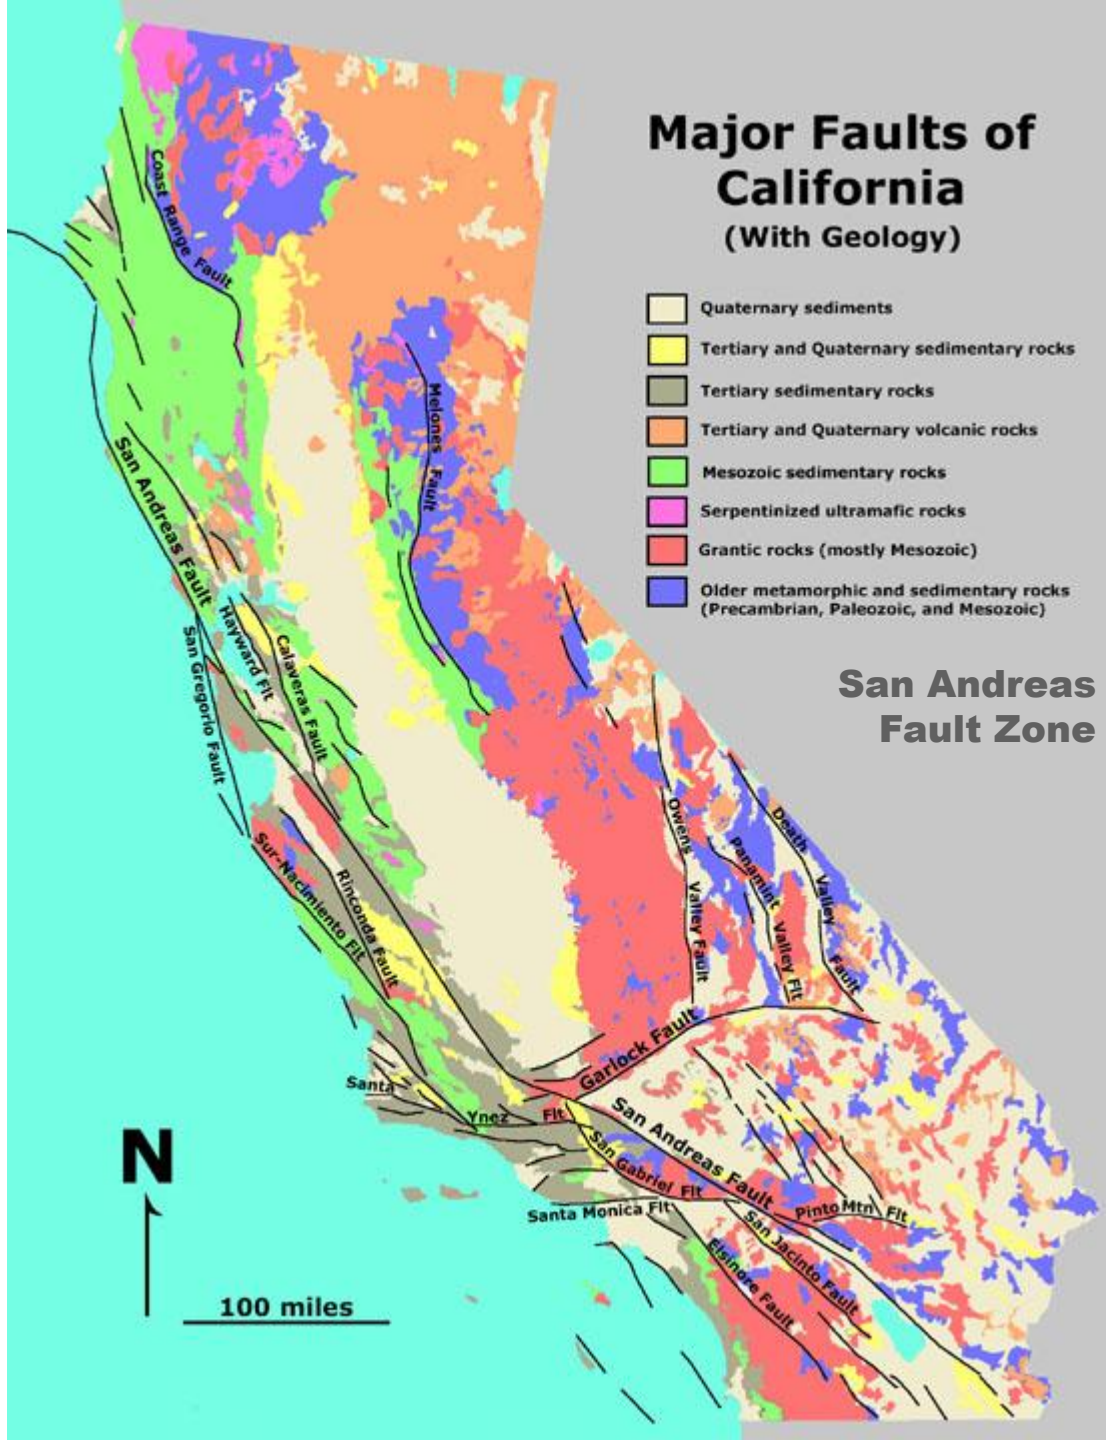 Major Faults of
California
(With Geology)
Quaternary sediments
Tertiary and Quaternary sedimentary rocks
Tertiary sedimentary rocks
Tertiary and Quaternary volcanic rocks
Mesozoic sedimentary rocks
Serpentinized ultramafic rocks
Grantic rocks (mostly Mesozoic)
Older metamorphic and sedimentary rocks
(Precambrian, Paleozoic, and Mesozoic)
San Andreas
Fault Zone
Coast Range Fault
Melones Fault
San Andreas Fault
Hayward Flt
San Gregorio Fault
Calaveras Fault
Sur-Nacimiento Flt
Rinconda Fault
Owens Valley Fault
Panamint Valley Flt
Death Valley Fault
Garlock Fault
Santa Ynez Flt
San Andreas Fault
San Gabriel Flt
Santa Monica Flt
Pinto Mtn Flt
San Jacinto Fault
Elsinore Fault
N
100 miles